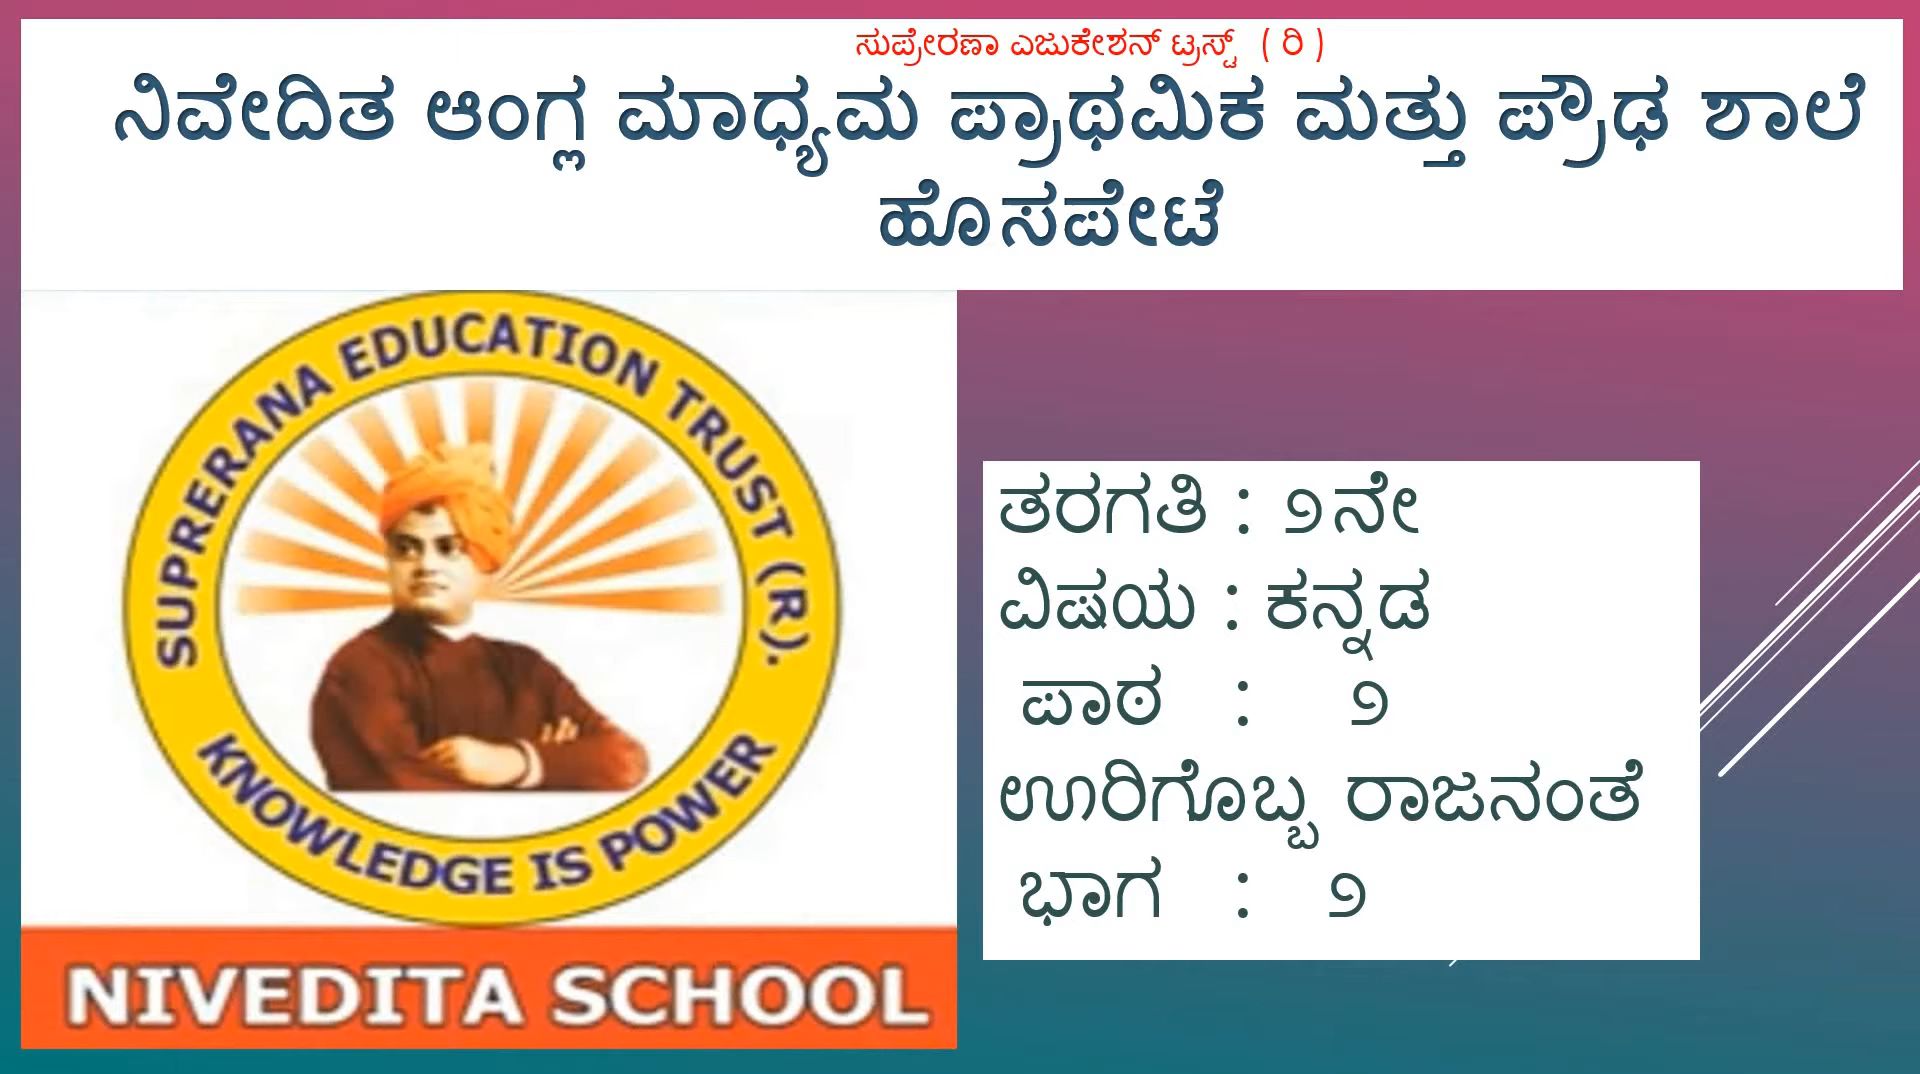 ಸುಪ್ರೇರಣಾ ಎಜುಕೇಶನ್ ಟ್ರಸ್ಟ್ ( ರಿ )
ನಿವೇದಿತ ಆಂಗ್ಲ ಮಾಧ್ಯಮ ಪ್ರಾಥಮಿಕ ಮತ್ತು ಪ್ರೌಢ ಶಾಲೆ
ಹೊಸಪೇಟೆ
SUPRERANA EDUCATION TRUST (R).
KNOWLEDGE IS POWER
NIVEDITA SCHOOL
ತರಗತಿ : ೨ನೇ
ವಿಷಯ : ಕನ್ನಡ
ಪಾಠ : ೨
ಊರಿಗೊಬ್ಬ ರಾಜನಂತೆ
ಭಾಗ : ೨